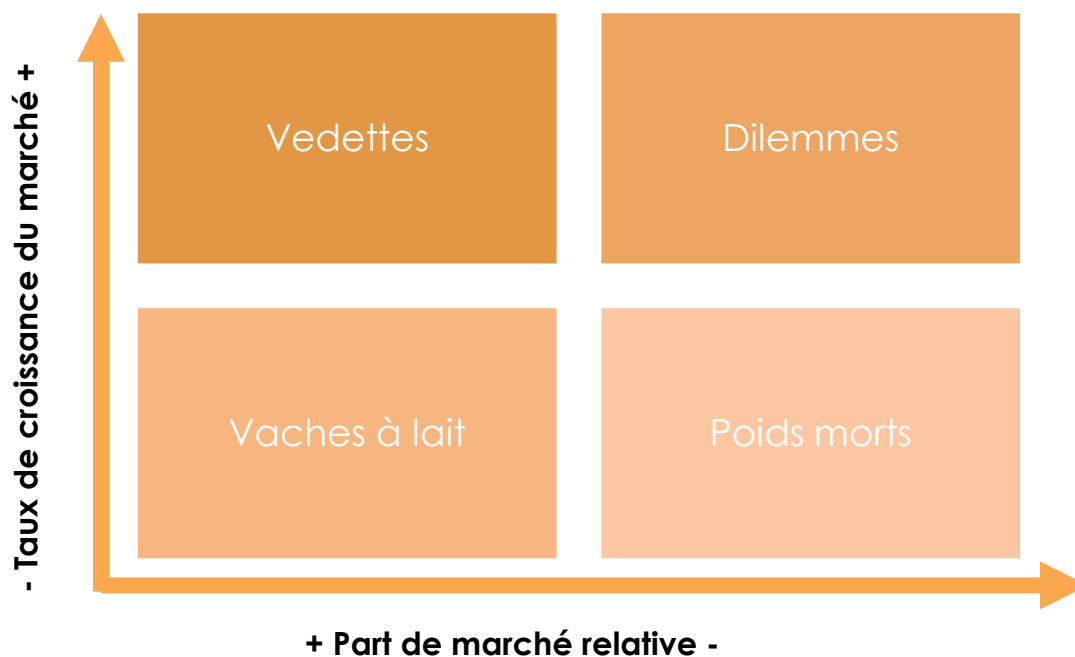 - Taux de croissance du marché +
Vedettes
Dilemmes
Vaches à lait
Poids morts
+ Part de marché relative -